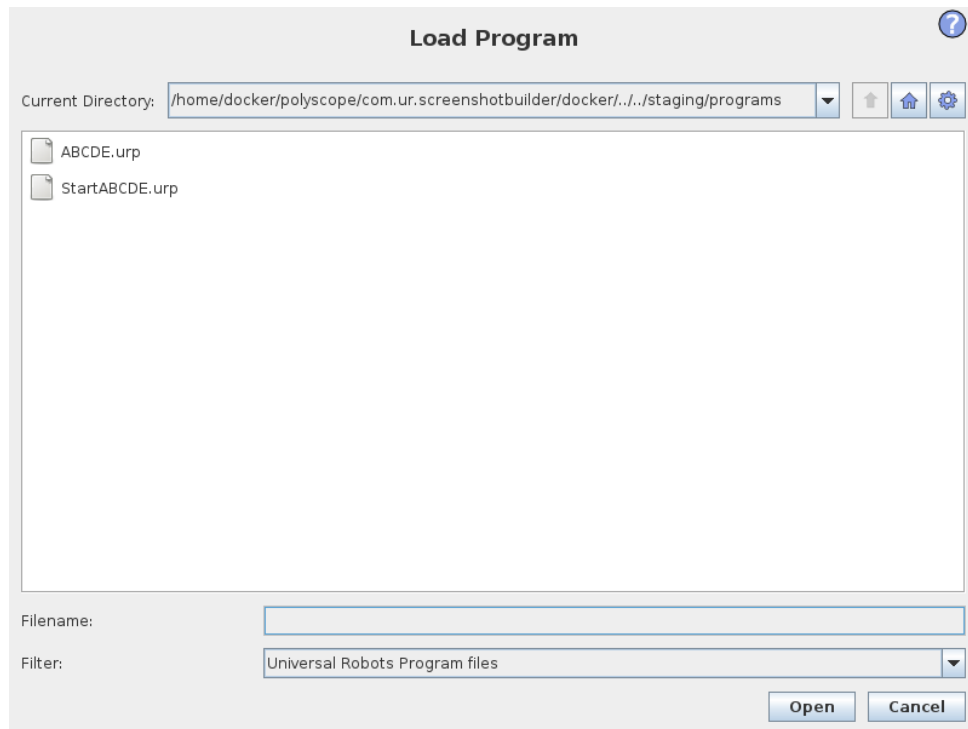 Load Program
?
Current Directory: /home/docker/polyscope/com.ur.screenshotbuilder/docker/../../staging/programs
ABCDE.urp
StartABCDE.urp
Filename:
Filter: Universal Robots Program files
Open Cancel